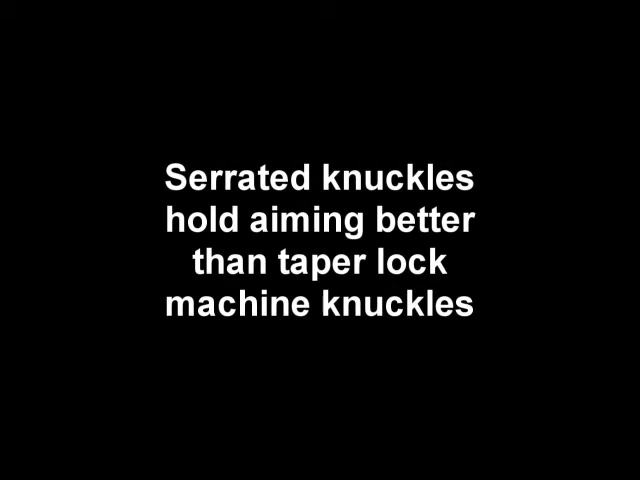 Serrated knuckles
hold aiming better
than taper lock
machine knuckles